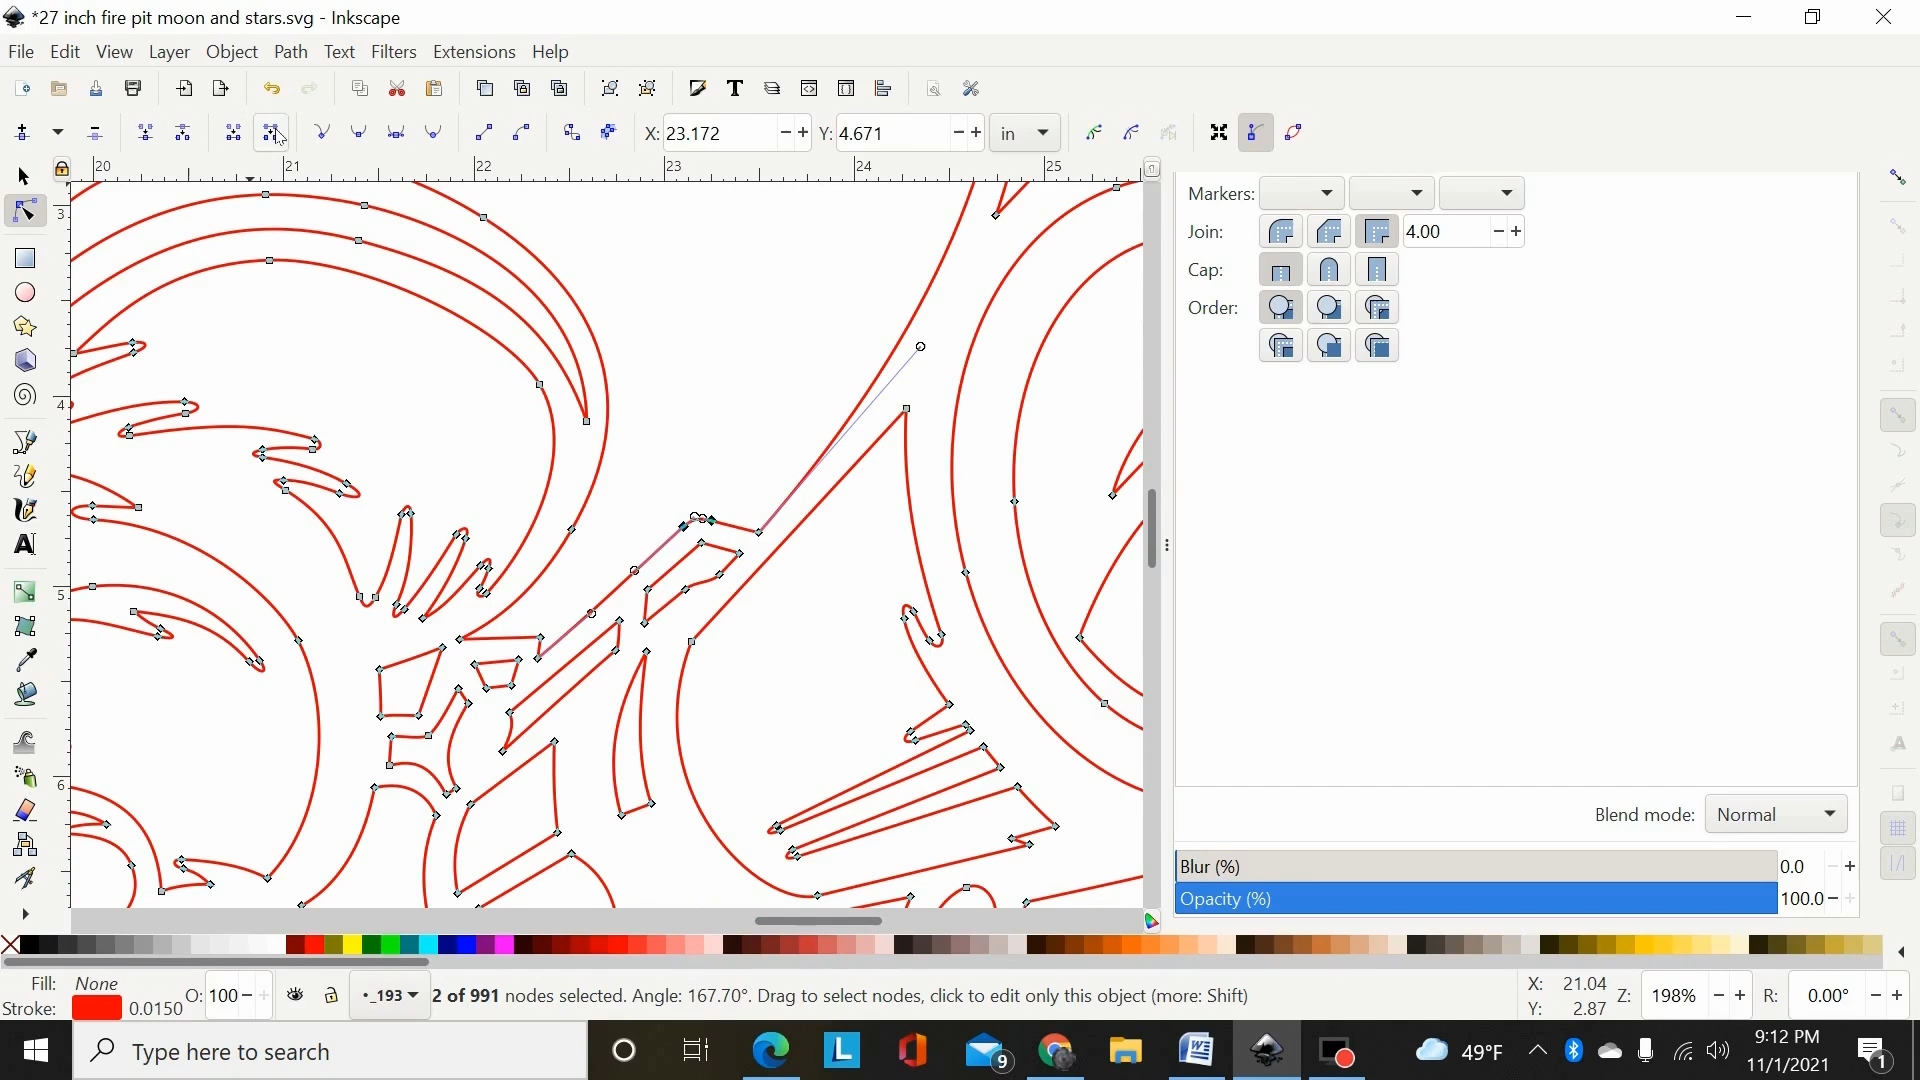 *27 inch fire pit moon and stars.svg - Inkscape
File Edit View Layer Object Path Text Filters Extensions Help
X: 23.172 Y: 4.671 in
20 21 22 23 24 25
3
4
5
6
Markers:
Join: 4.00
Cap:
Order:
Blend mode: Normal
Blur (%) 0.0
Opacity (%) 100.0
Fill: None
Stroke: 0.0150
O: 100
•_193
2 of 991 nodes selected. Angle: 167.70°. Drag to select nodes, click to edit only this object (more: Shift)
X: 21.04
Y: 2.87
Z: 198%
R: 0.00°
Type here to search
9
49°F
9:12 PM
11/1/2021
1